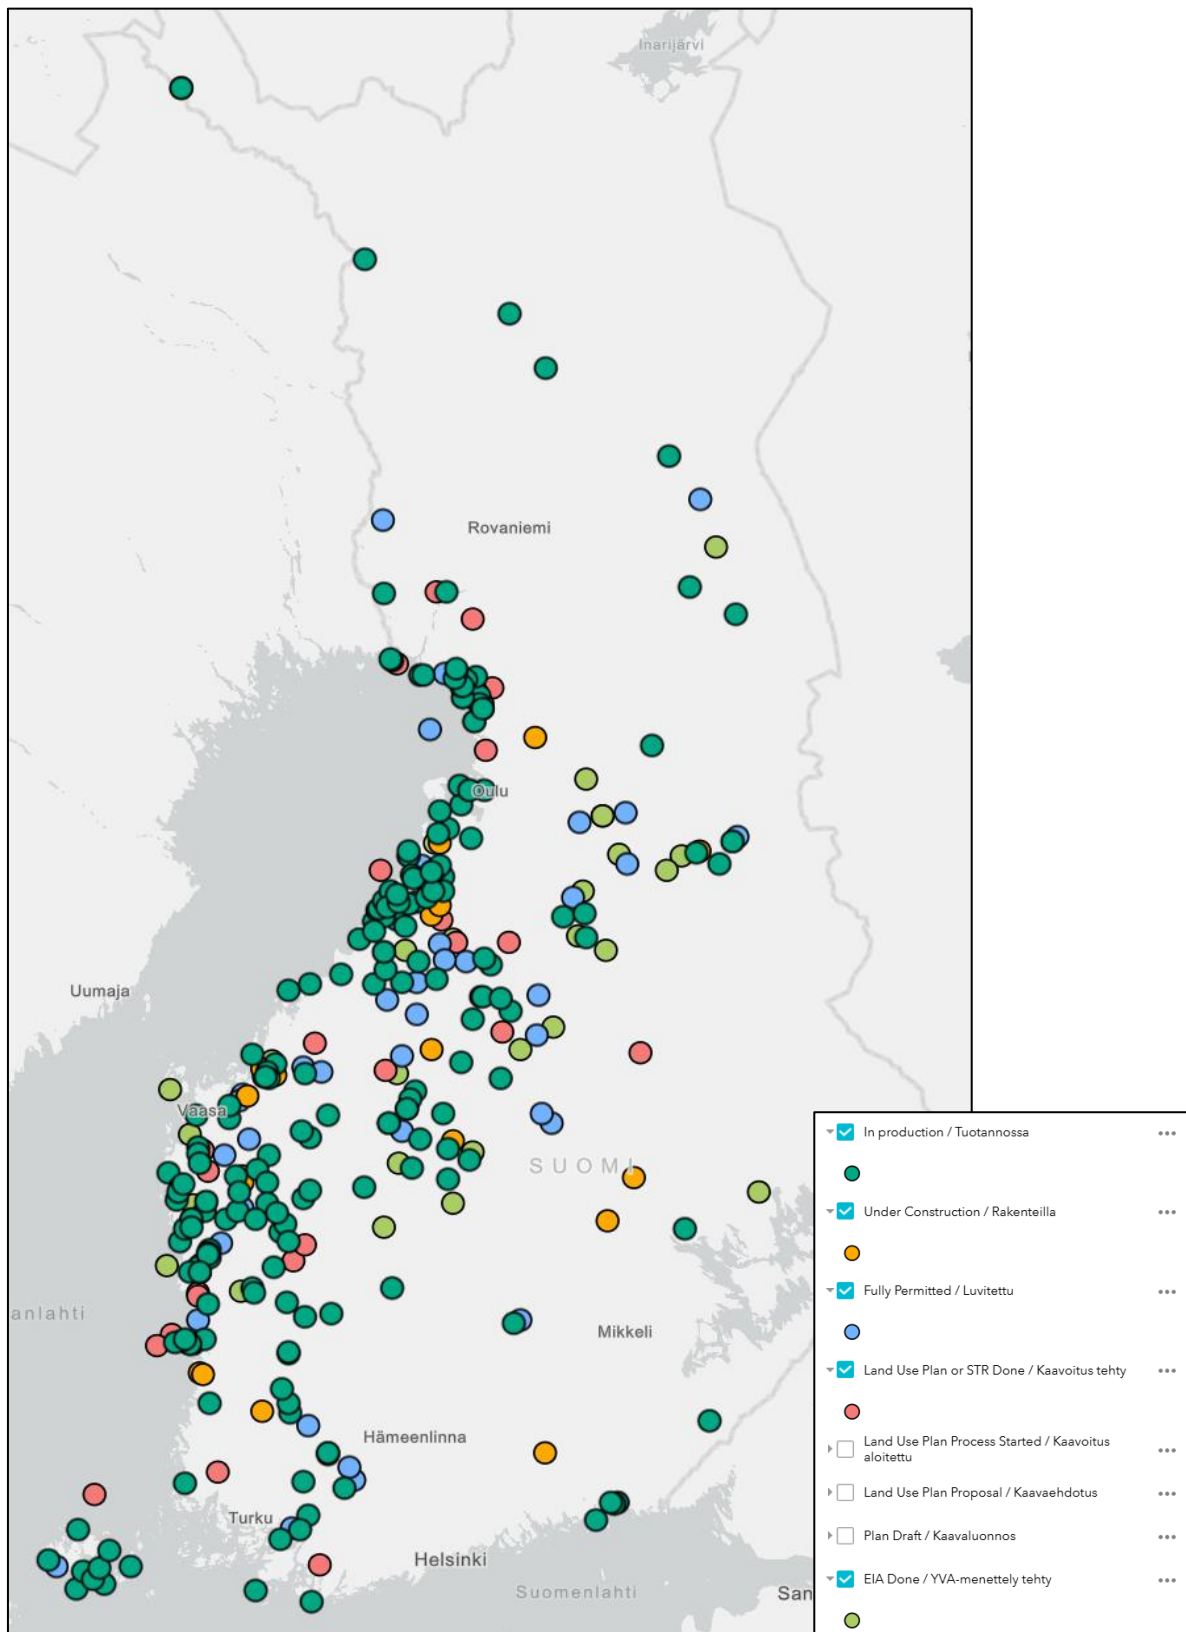 Inarijärvi
Rovaniemi
Oulu
Uumaja
Vaasa
SUOMI
anlahti
Mikkeli
Hämeenlinna
Turku
Helsinki
Suomenlahti
San
In production / Tuotannossa
Under Construction / Rakenteilla
Fully Permitted / Luvitettu
Land Use Plan or STR Done / Kaavoitus tehty
Land Use Plan Process Started / Kaavoitus
aloitettu
Land Use Plan Proposal / Kaavaehdotus
Plan Draft / Kaavaluonnos
EIA Done / YVA-menettely tehty